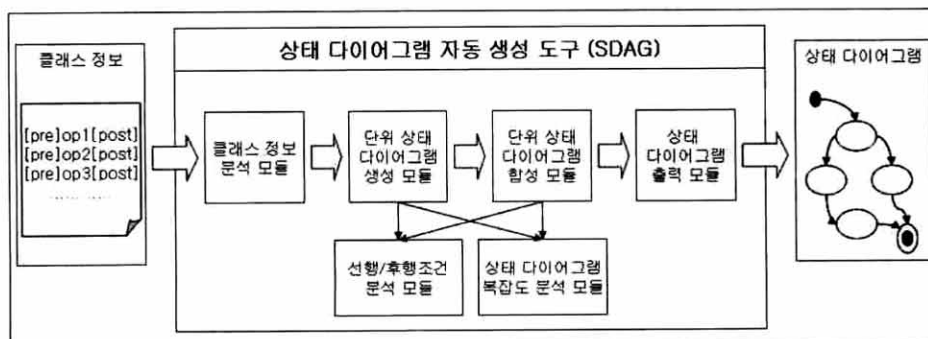 클래스 정보
[pre]op1[post]
[pre]op2[post]
[pre]op3[post]
...... ......
상태 다이어그램 자동 생성 도구 (SDAG)
클래스 정보
분석 모듈
단위 상태
다이어그램
생성 모듈
단위 상태
다이어그램
합성 모듈
상태
다이어그램
출력 모듈
선행/후행조건
분석 모듈
상태 다이어그램
복잡도 분석 모듈
상태 다이어그램